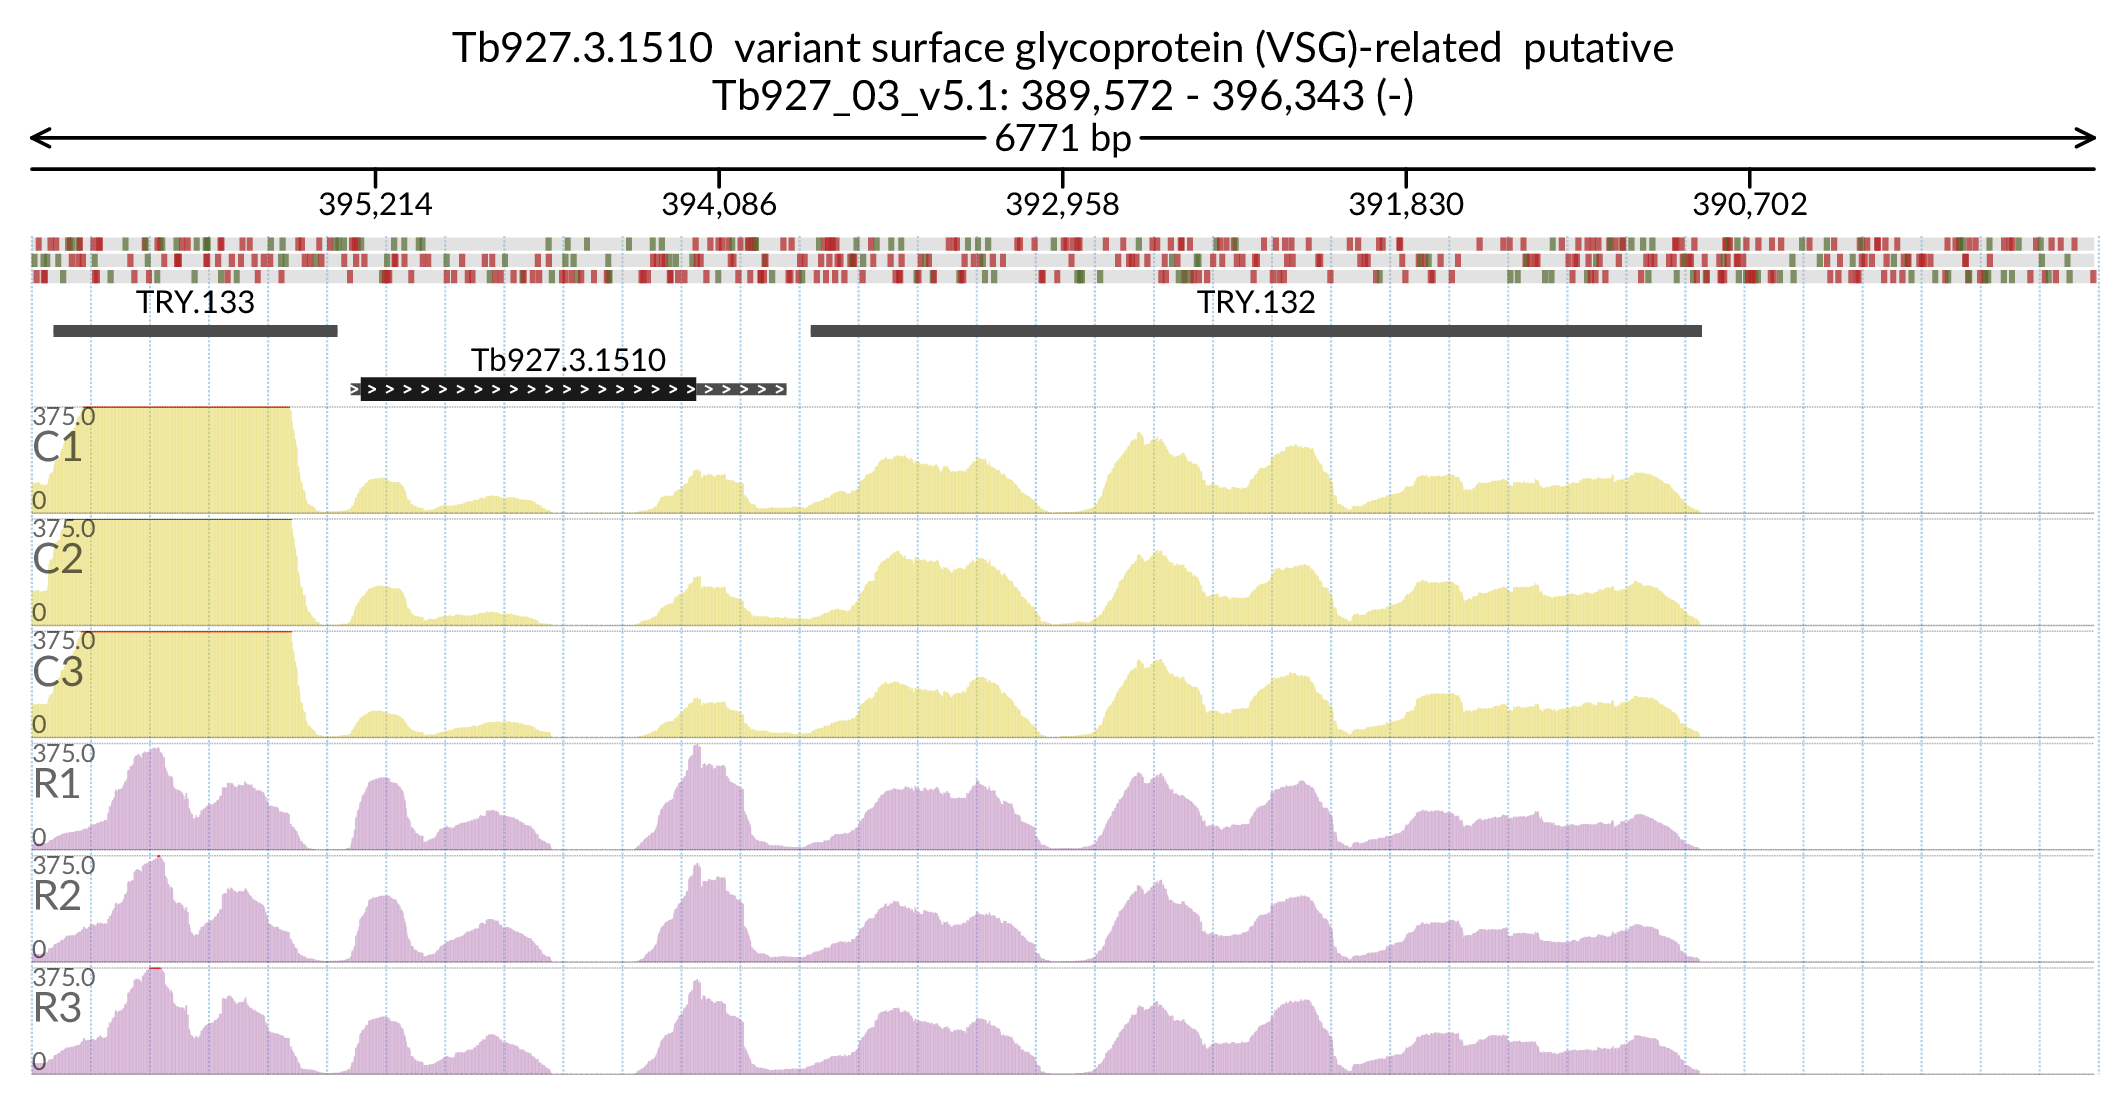 Tb927.3.1510  variant surface glycoprotein (VSG)-related  putative
Tb927_03_v5.1: 389,572 - 396,343 (-)
6771 bp
395,214 394,086 392,958 391,830 390,702
TRY.133 TRY.132
Tb927.3.1510
375.0
C1
0
375.0
C2
0
375.0
C3
0
375.0
R1
0
375.0
R2
0
375.0
R3
0